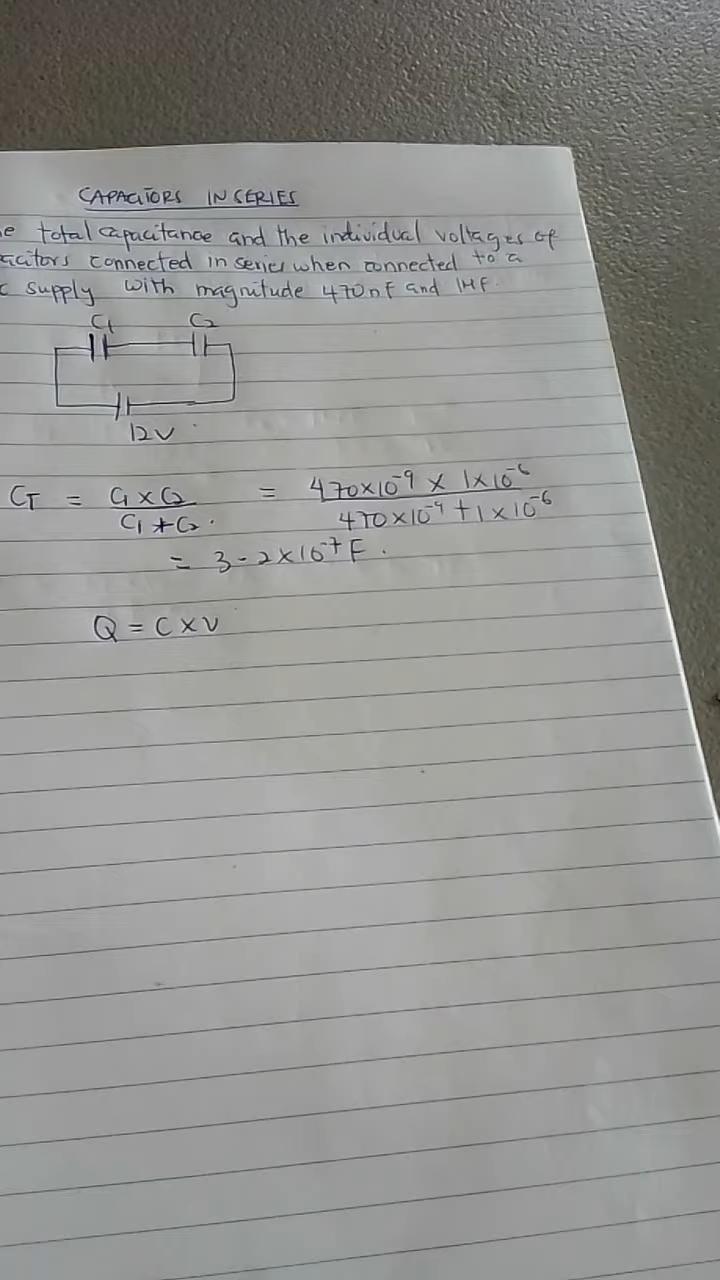 CAPACITORS IN SERIES
e total capacitance and the individual voltages of
acitors connected in series when connected to a
c supply with magnitude 470nF and 1µF.
C1 C2
12V
CT = C1 x C2 / C1 + C2 = 470x10⁻⁹ x 1x10⁻⁶ / 470x10⁻⁹ + 1x10⁻⁶
= 3.2x10⁻⁷F.
Q = C x V